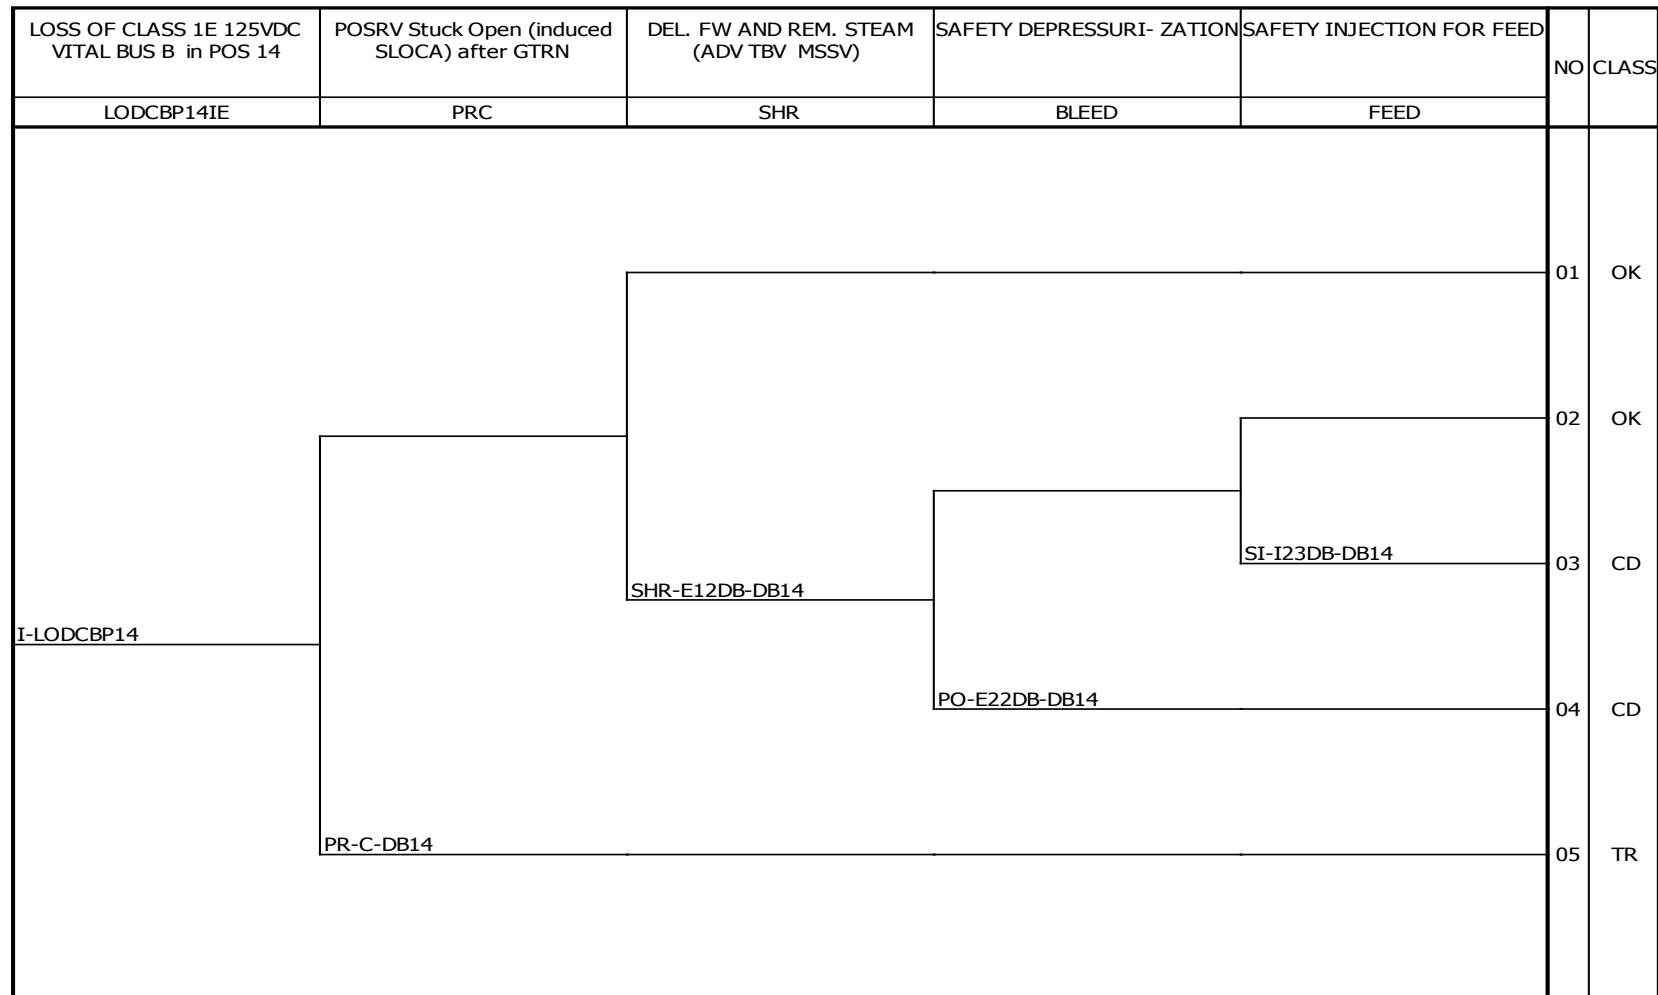 LOSS OF CLASS 1E 125VDC
VITAL BUS B in POS 14
POSRV Stuck Open (induced
SLOCA) after GTRN
DEL. FW AND REM. STEAM
(ADV TBV MSSV)
SAFETY DEPRESSURI- ZATION
SAFETY INJECTION FOR FEED
NO
CLASS
LODCBP14IE
PRC
SHR
BLEED
FEED
01
OK
02
OK
SI-I23DB-DB14
03
CD
SHR-E12DB-DB14
I-LODCBP14
PO-E22DB-DB14
04
CD
PR-C-DB14
05
TR